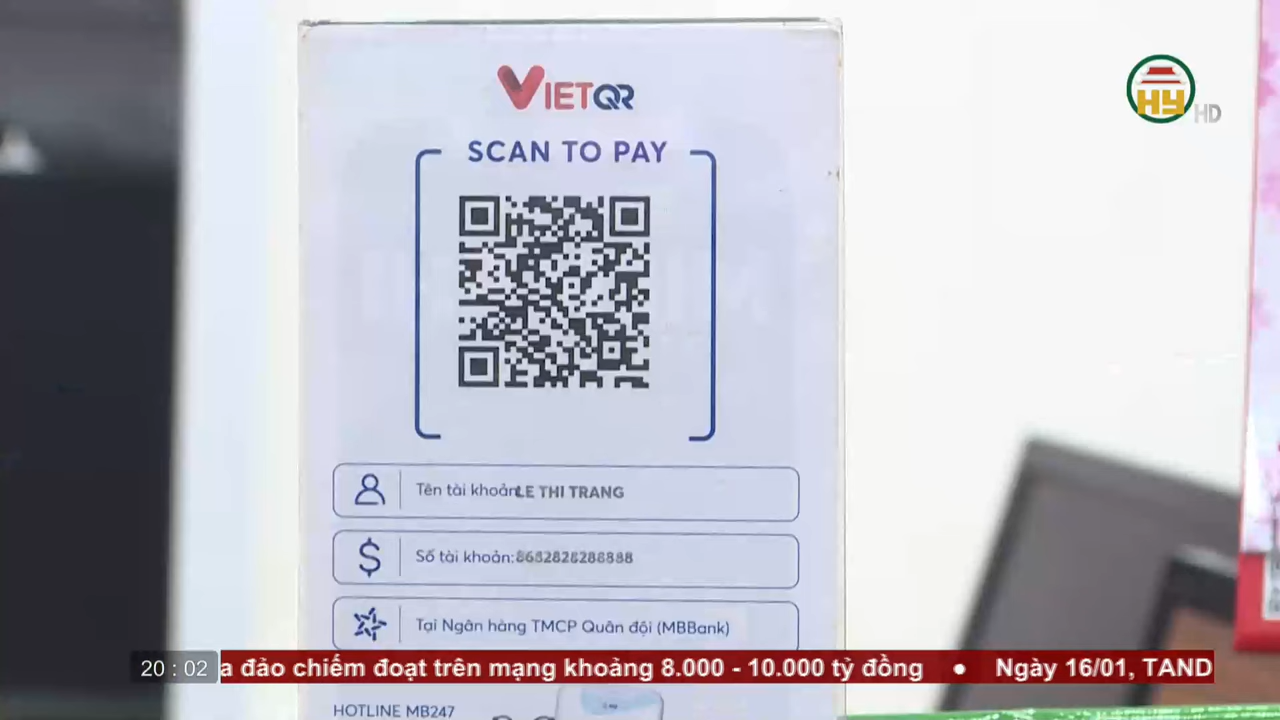 VIETQR
SCAN TO PAY
HY HD
Tên tài khoản LE THI TRANG
Số tài khoản:
Tại Ngân hàng TMCP Quân đội (MBBank)
20 : 02 a đảo chiếm đoạt trên mạng khoảng 8.000 - 10.000 tỷ đồng ● Ngày 16/01, TAND
HOTLINE MB247